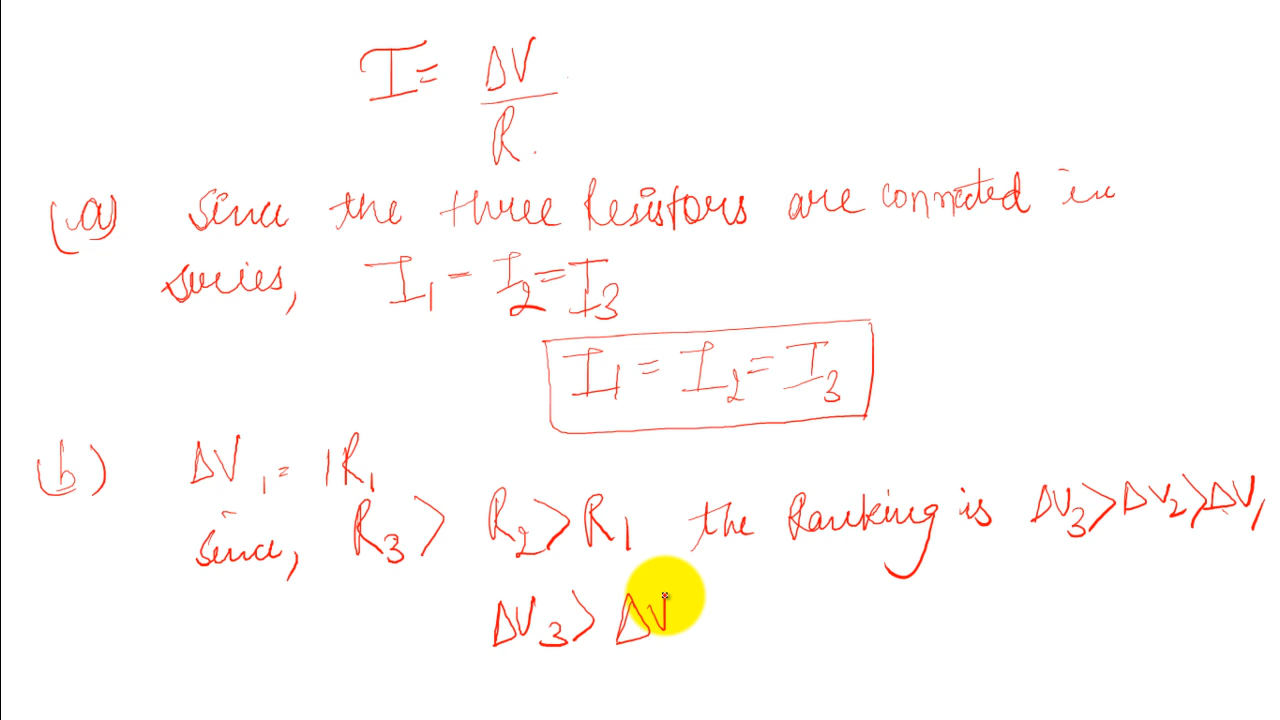 I = ΔV
R.
(a) Since the three Resistors are connected in
series, I₁ - I₂ = I₃
I₁ = I₂ = I₃
(b) ΔV₁ = IR₁
since, R₃ > R₂ > R₁ the Ranking is ΔV₃ > ΔV₂ > ΔV₁
ΔV₃ > ΔV